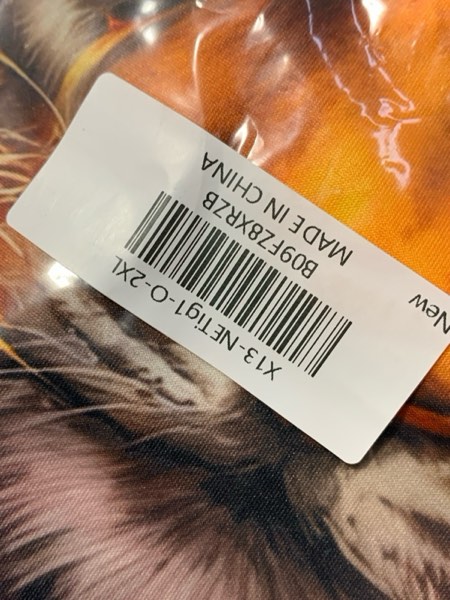 X13-NETig1-O-2XL
B09FZ8XRZB
New MADE IN CHINA